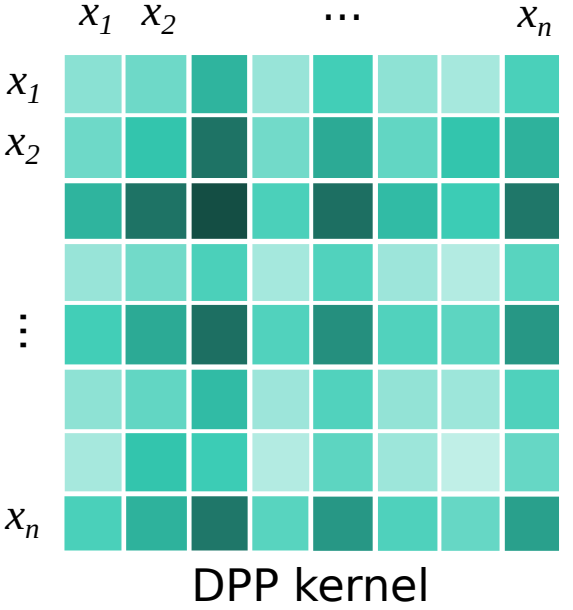 x₁ x₂ ⋯ xₙ
x₁
x₂
⋮
xₙ
DPP kernel